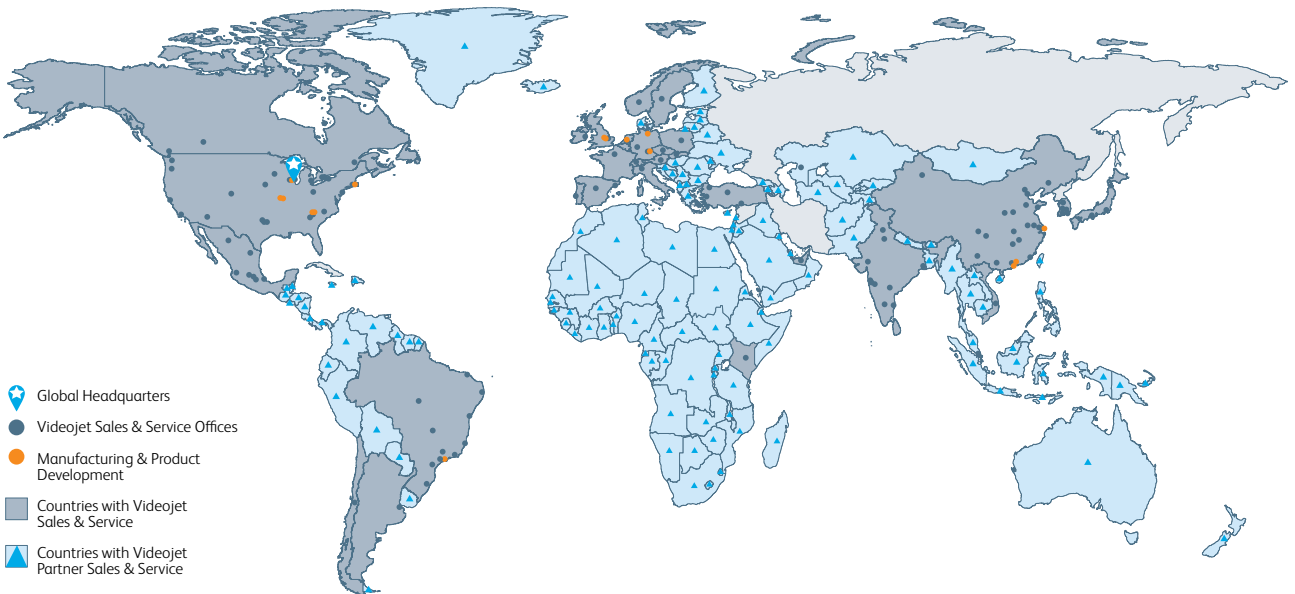 Global Headquarters
Videojet Sales & Service Offices
Manufacturing & Product
Development
Countries with Videojet
Sales & Service
Countries with Videojet
Partner Sales & Service